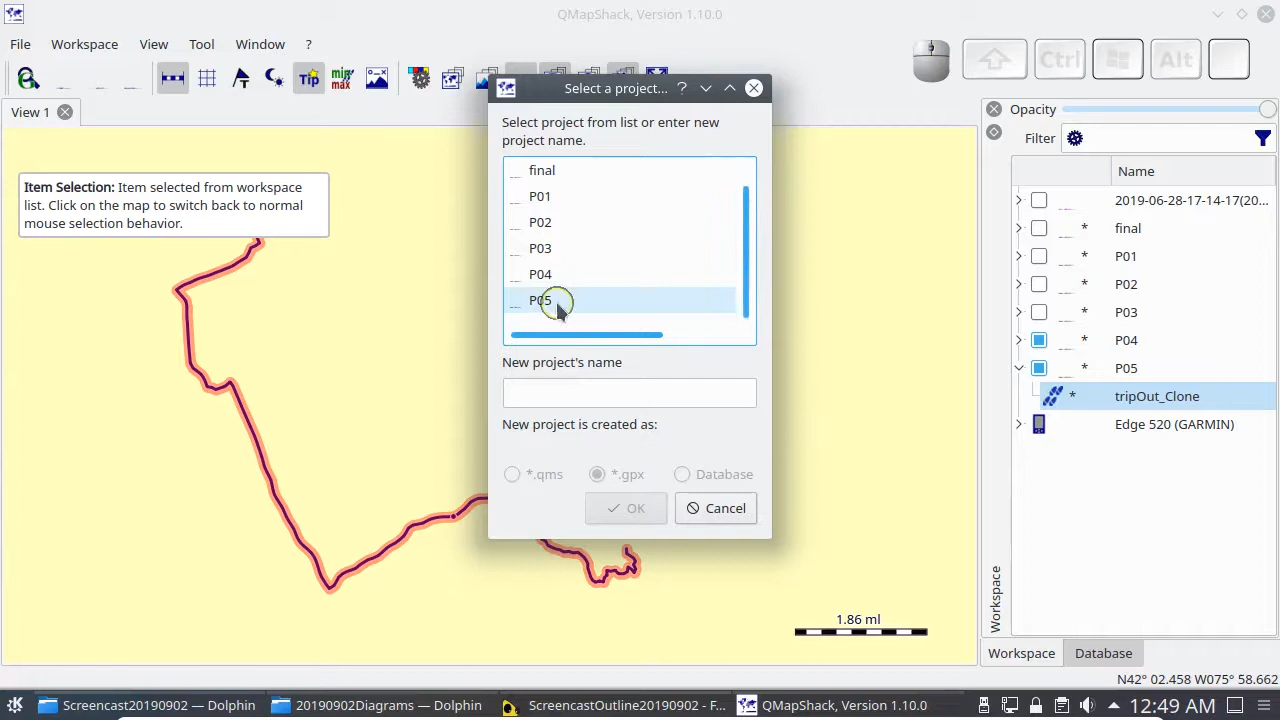 QMapShack, Version 1.10.0
File Workspace View Tool Window ?
Tip min max
Ctrl Alt
View 1
Item Selection: Item selected from workspace
list. Click on the map to switch back to normal
mouse selection behavior.
1.86 ml
Select a project... ?
Select project from list or enter new
project name.
final
P01
P02
P03
P04
P05
New project's name
New project is created as:
*.qms *.gpx Database
OK Cancel
Opacity
Filter
Name
2019-06-28-17-14-17(20...
* final
* P01
* P02
* P03
* P04
* P05
* tripOut_Clone
Edge 520 (GARMIN)
Workspace
Workspace Database
N42° 02.458 W075° 58.662
Screencast20190902 — Dolphin 20190902Diagrams — Dolphin ScreencastOutline20190902 - F... QMapShack, Version 1.10.0 12:49 AM